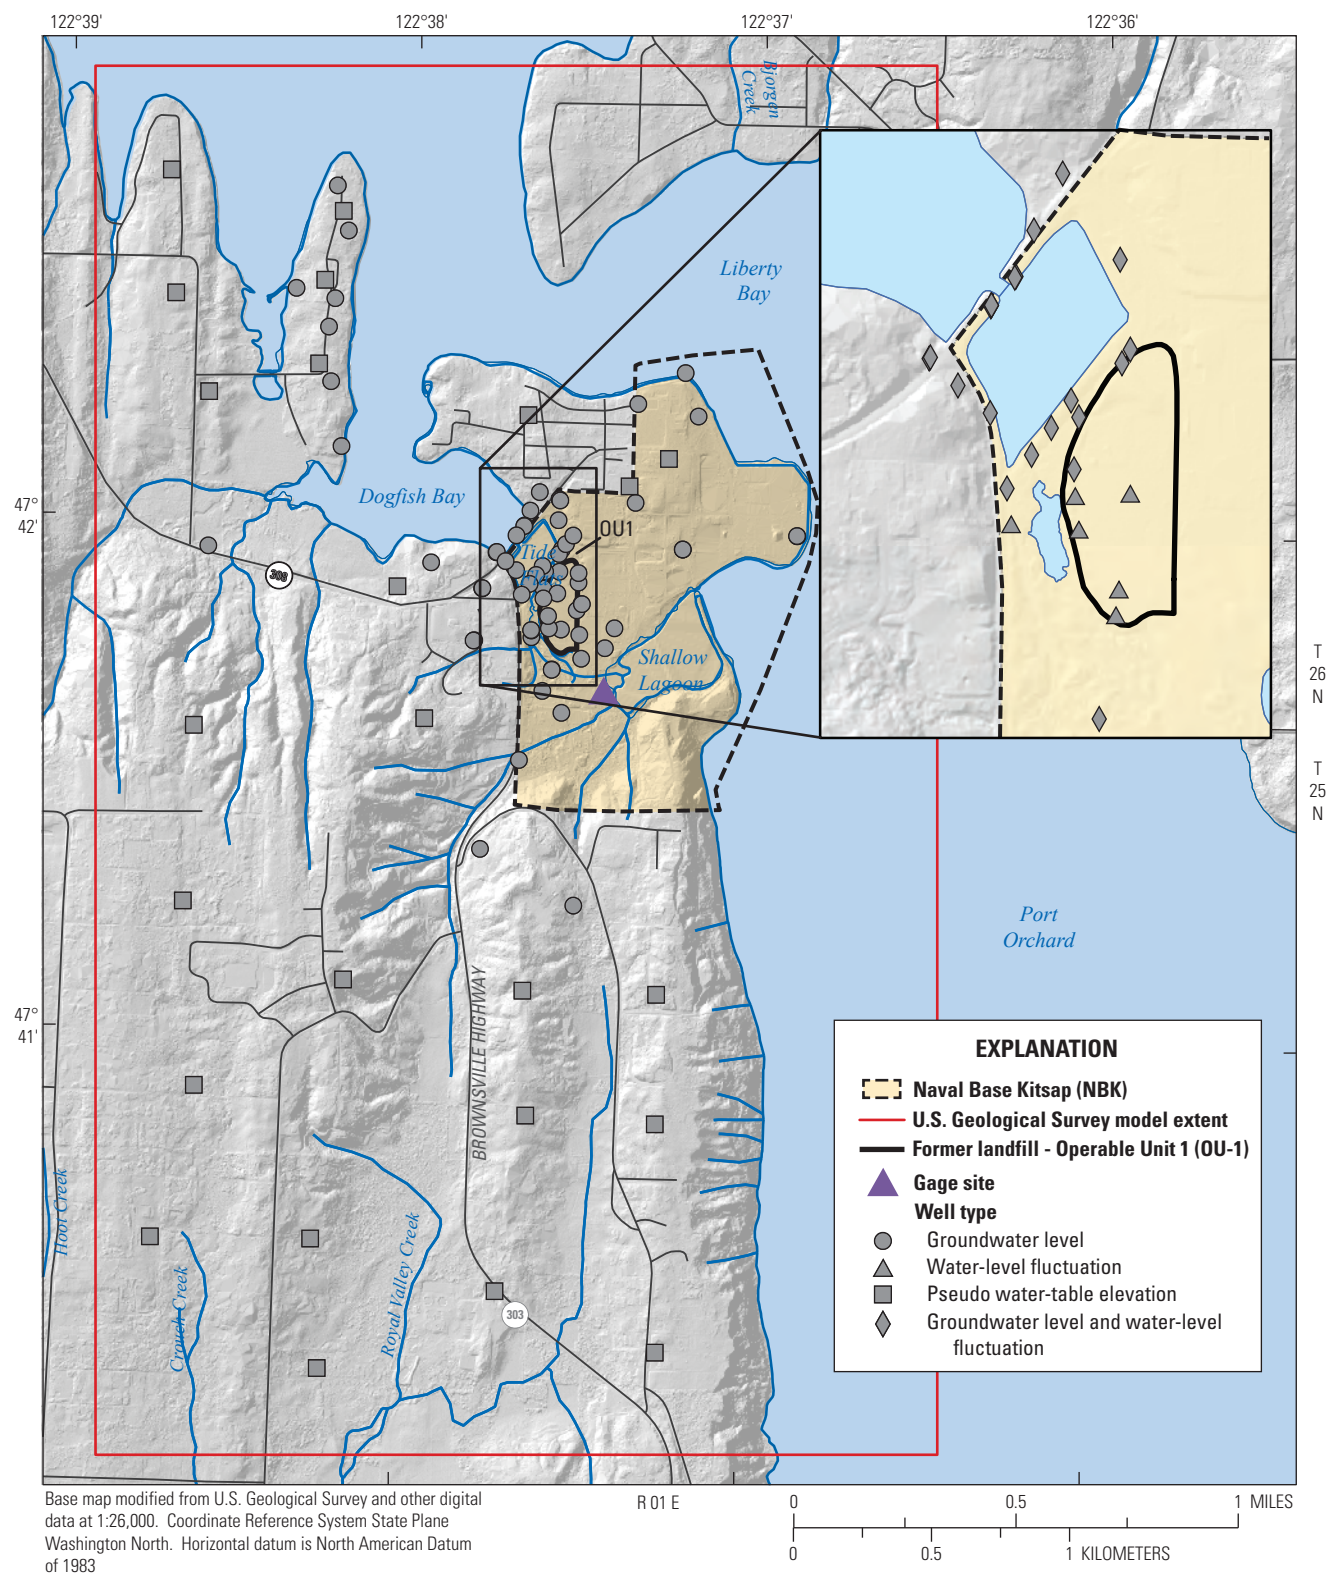 122°39'
122°38'
122°37'
122°36'
Bjorgen
Creek
Liberty
Bay
Dogfish Bay
47°
42'
OU1
Tide
Flats
308
Shallow
Lagoon
T
26
N
T
25
N
Port
Orchard
47°
41'
BROWNSVILLE HIGHWAY
Hoot Creek
Crouch Creek
Royal Valley Creek
303
EXPLANATION
Naval Base Kitsap (NBK)
U.S. Geological Survey model extent
Former landfill - Operable Unit 1 (OU-1)
Gage site
Well type
Groundwater level
Water-level fluctuation
Pseudo water-table elevation
Groundwater level and water-level
fluctuation
Base map modified from U.S. Geological Survey and other digital
data at 1:26,000. Coordinate Reference System State Plane
Washington North. Horizontal datum is North American Datum
of 1983
R 01 E
0 0.5 1 MILES
0 0.5 1 KILOMETERS